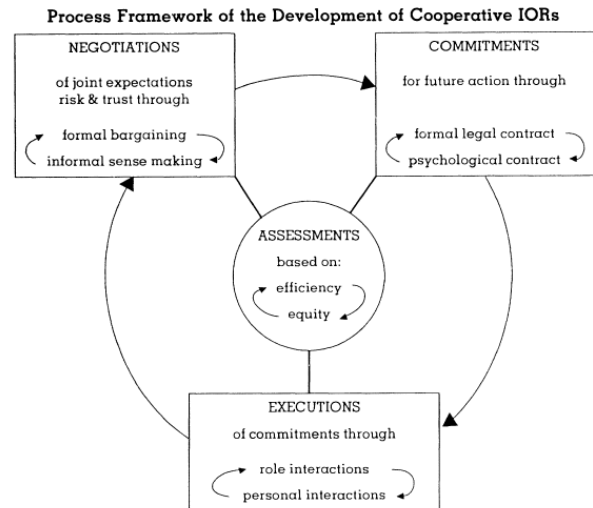 Process Framework of the Development of Cooperative IORs
NEGOTIATIONS
of joint expectations
risk & trust through
formal bargaining
informal sense making
COMMITMENTS
for future action through
formal legal contract
psychological contract
ASSESSMENTS
based on:
efficiency
equity
EXECUTIONS
of commitments through
role interactions
personal interactions